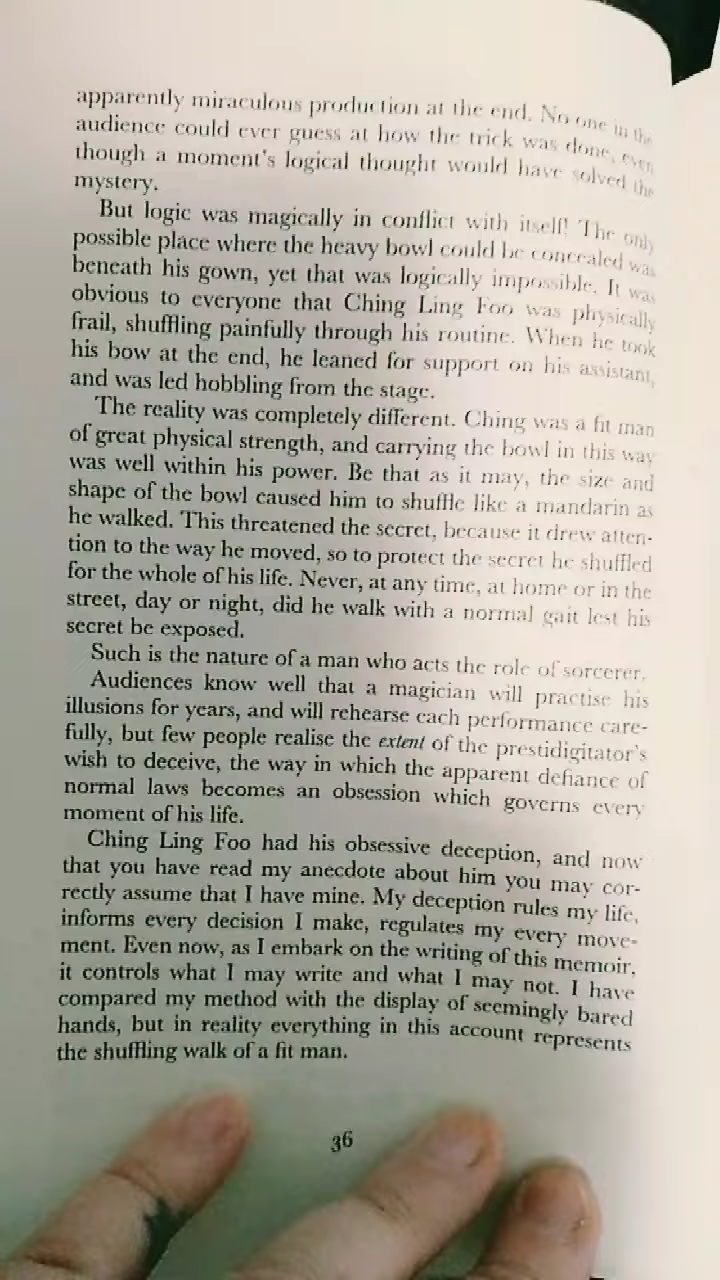 apparently miraculous production at the end. No one in the
audience could ever guess at how the trick was done, even
though a moment's logical thought would have solved the
mystery.
But logic was magically in conflict with itself! The only
possible place where the heavy bowl could be concealed was
beneath his gown, yet that was logically impossible. It was
obvious to everyone that Ching Ling Foo was physically
frail, shuffling painfully through his routine. When he took
his bow at the end, he leaned for support on his assistant,
and was led hobbling from the stage.
The reality was completely different. Ching was a fit man
of great physical strength, and carrying the bowl in this way
was well within his power. Be that as it may, the size and
shape of the bowl caused him to shuffle like a mandarin as
he walked. This threatened the secret, because it drew atten-
tion to the way he moved, so to protect the secret he shuffled
for the whole of his life. Never, at any time, at home or in the
street, day or night, did he walk with a normal gait lest his
secret be exposed.
Such is the nature of a man who acts the role of sorcerer.
Audiences know well that a magician will practise his
illusions for years, and will rehearse each performance care-
fully, but few people realise the extent of the prestidigitator's
wish to deceive, the way in which the apparent defiance of
normal laws becomes an obsession which governs every
moment of his life.
Ching Ling Foo had his obsessive deception, and now
that you have read my anecdote about him you may cor-
rectly assume that I have mine. My deception rules my life,
informs every decision I make, regulates my every move-
ment. Even now, as I embark on the writing of this memoir,
it controls what I may write and what I may not. I have
compared my method with the display of seemingly bared
hands, but in reality everything in this account represents
the shuffling walk of a fit man.
36